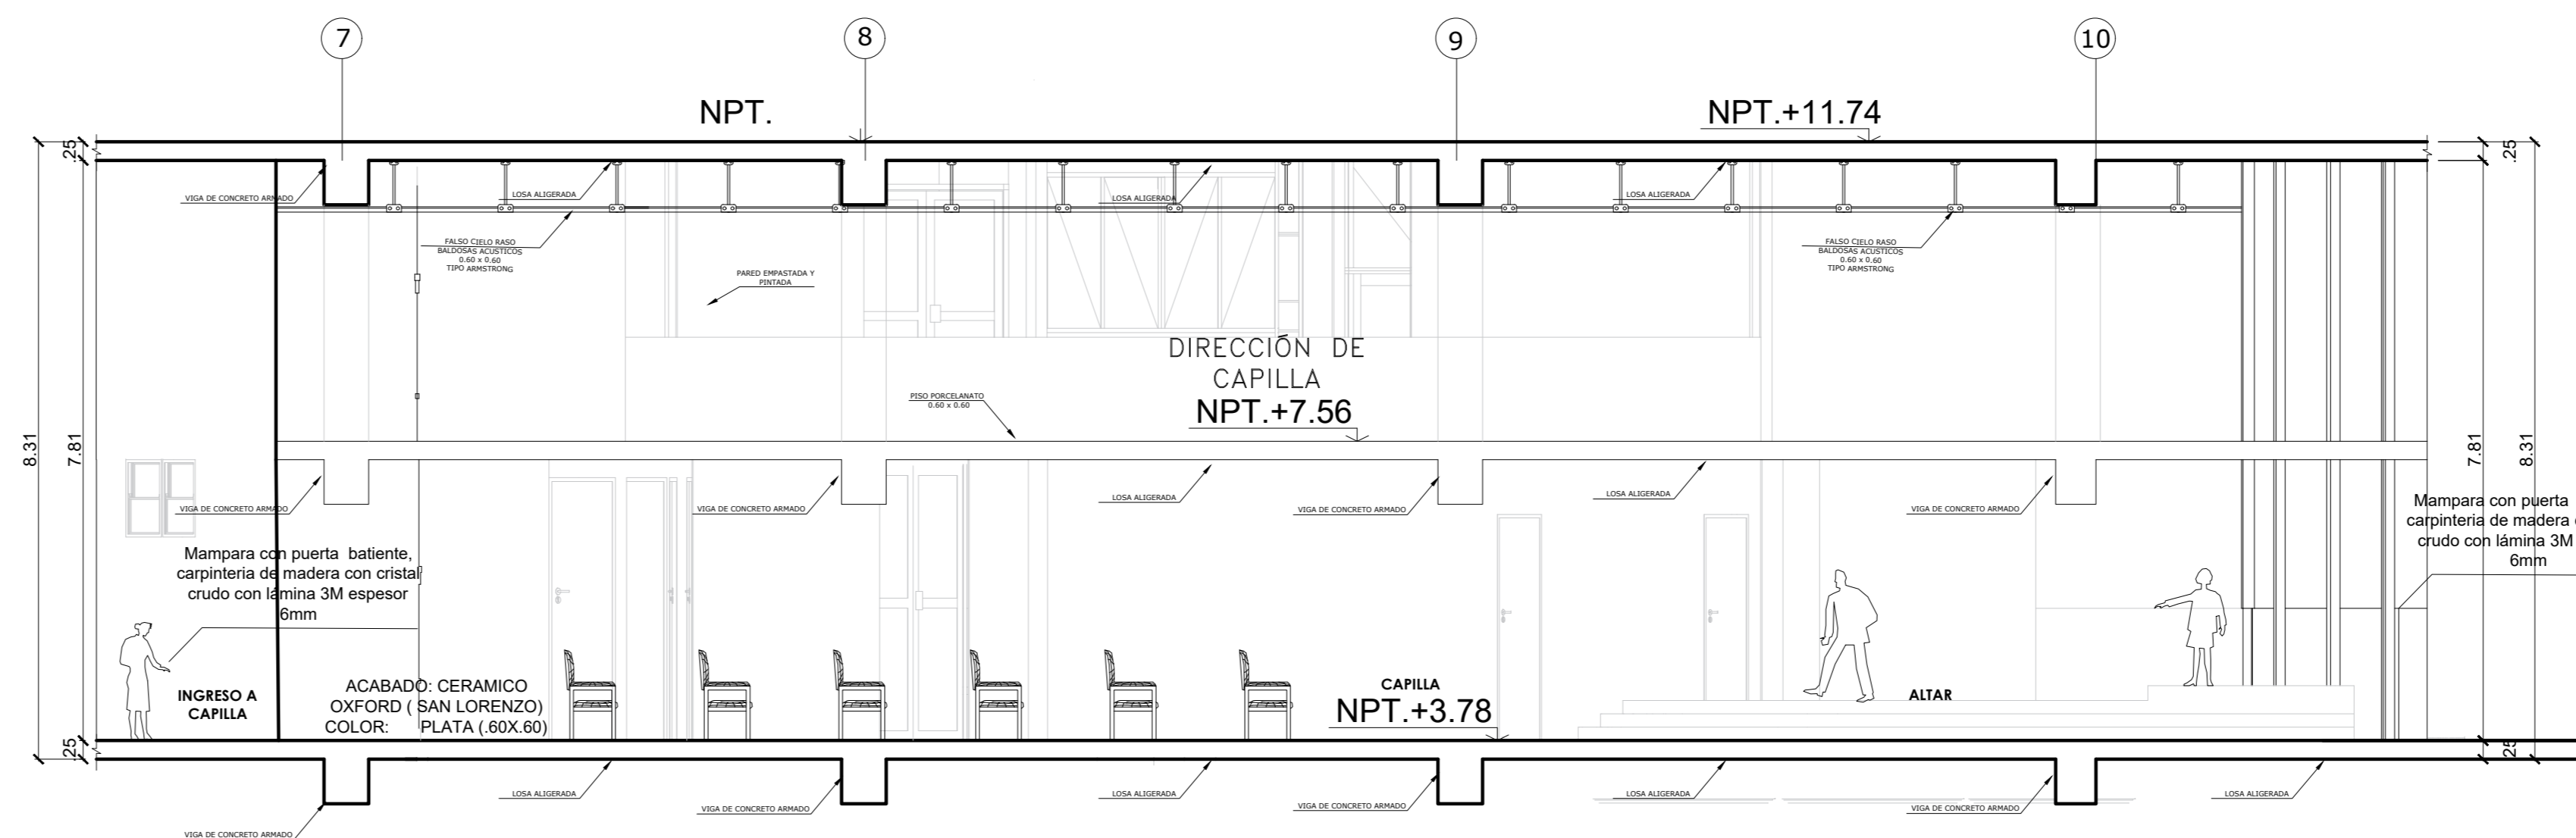 7
8
9
10
NPT.
NPT.+11.74
.25
.25
VIGA DE CONCRETO ARMADO
LOSA ALIGERADA
LOSA ALIGERADA
LOSA ALIGERADA
FALSO CIELO RASO
BALDOSAS ACUSTICOS
0.60 x 0.60
TIPO ARMSTRONG
PARED EMPASTADA Y
PINTADA
FALSO CIELO RASO
BALDOSAS ACUSTICOS
0.60 x 0.60
TIPO ARMSTRONG
DIRECCIÓN DE
CAPILLA
NPT.+7.56
PISO PORCELANATO
0.60 x 0.60
8.31
7.81
7.81
8.31
VIGA DE CONCRETO ARMADO
VIGA DE CONCRETO ARMADO
LOSA ALIGERADA
VIGA DE CONCRETO ARMADO
LOSA ALIGERADA
VIGA DE CONCRETO ARMADO
Mampara con puerta batiente,
carpinteria de madera con cristal
crudo con lámina 3M espesor
6mm
Mampara con puerta
carpinteria de madera
crudo con lámina 3M
6mm
INGRESO A
CAPILLA
ACABADO: CERAMICO
OXFORD ( SAN LORENZO)
COLOR: PLATA (.60X.60)
CAPILLA
NPT.+3.78
ALTAR
.25
.25
VIGA DE CONCRETO ARMADO
LOSA ALIGERADA
VIGA DE CONCRETO ARMADO
LOSA ALIGERADA
VIGA DE CONCRETO ARMADO
LOSA ALIGERADA
VIGA DE CONCRETO ARMADO
LOSA ALIGERADA